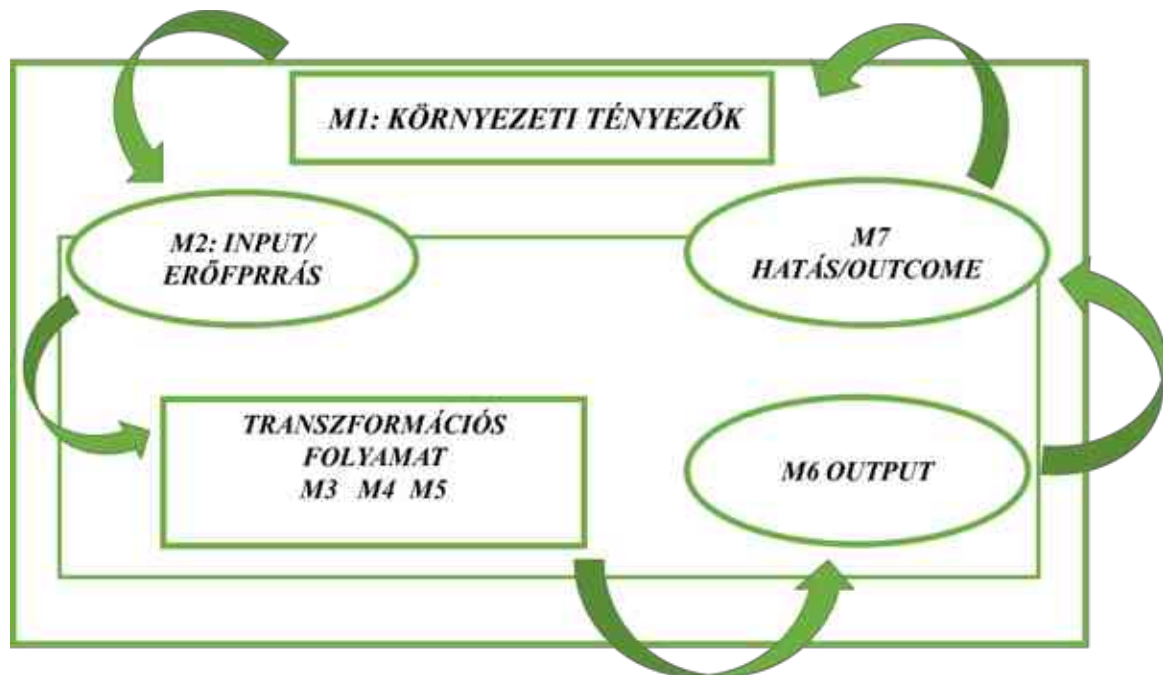 M1: KÖRNYEZETI TÉNYEZŐK
M2: INPUT/
ERŐFPRRÁS
M7
HATÁS/OUTCOME
TRANSZFORMÁCIÓS
FOLYAMAT
M3 M4 M5
M6 OUTPUT